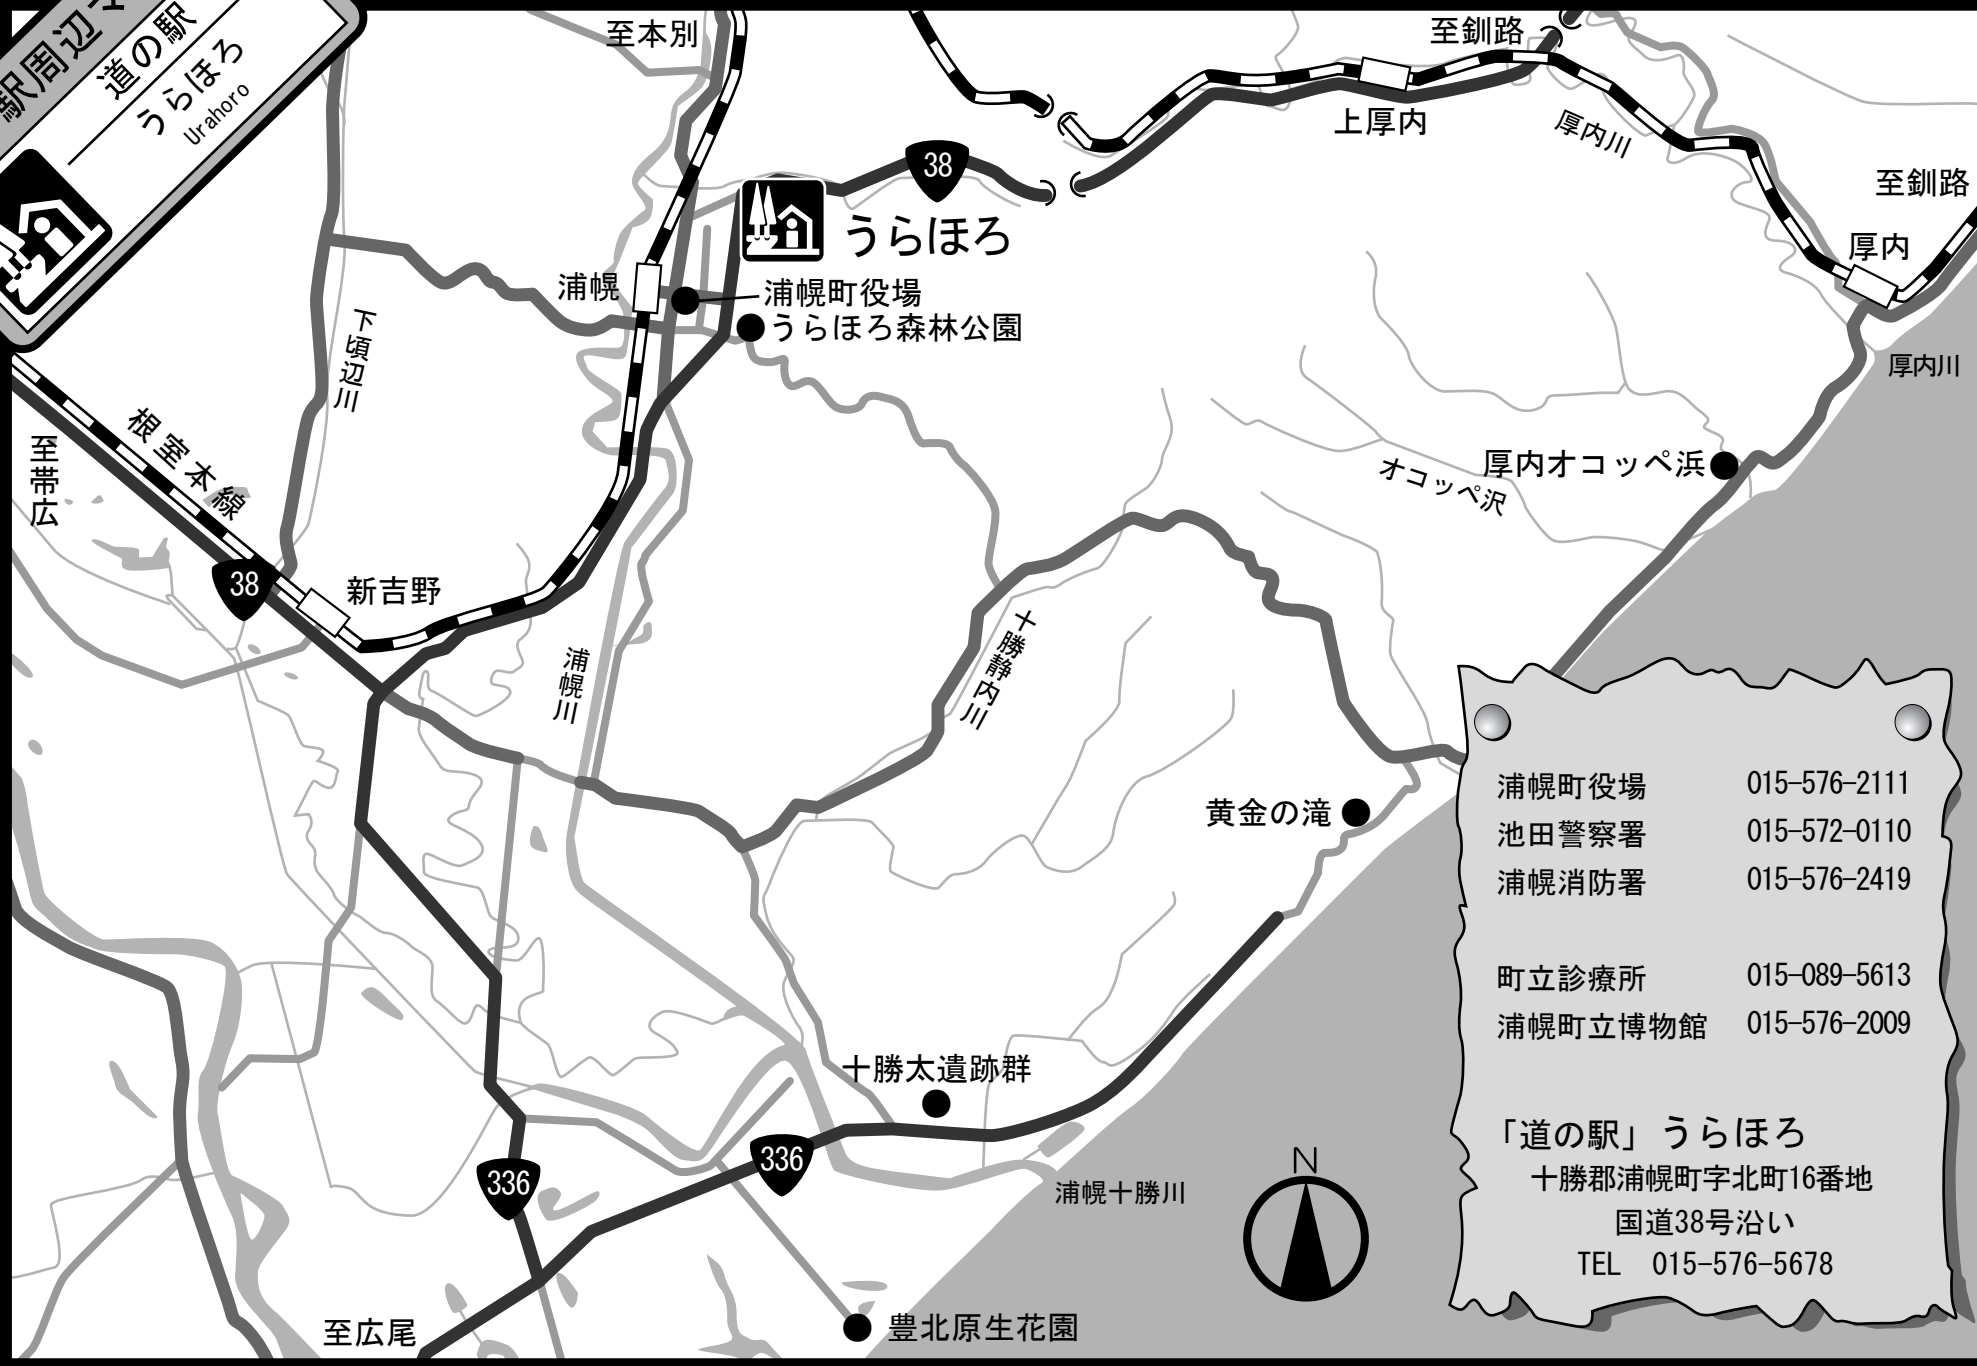 駅周辺マ
道の駅
うらほろ
Urahoro
至本別
至釧路
上厚内
厚内川
至釧路
厚内
厚内川
38
うらほろ
浦幌
浦幌町役場
うらほろ森林公園
下頃辺川
根室本線
至帯広
38
新吉野
浦幌川
十勝静内川
オコッペ沢
厚内オコッペ浜
黄金の滝
十勝太遺跡群
336
336
浦幌十勝川
豊北原生花園
至広尾
N
浦幌町役場 015-576-2111
池田警察署 015-572-0110
浦幌消防署 015-576-2419
町立診療所 015-089-5613
浦幌町立博物館 015-576-2009
「道の駅」うらほろ
十勝郡浦幌町字北町16番地
国道38号沿い
TEL 015-576-5678